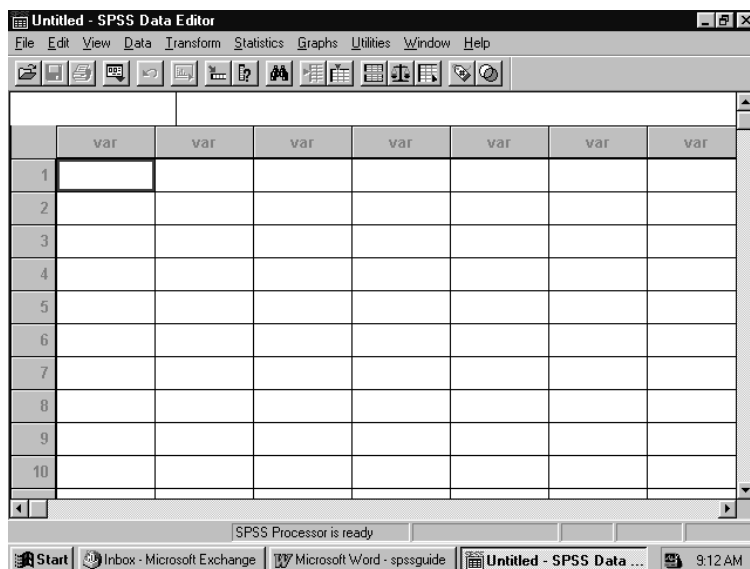 Untitled - SPSS Data Editor
File Edit View Data Transform Statistics Graphs Utilities Window Help
var var var var var var var
1
2
3
4
5
6
7
8
9
10
SPSS Processor is ready
Start Inbox - Microsoft Exchange Microsoft Word - spssguide Untitled - SPSS Data ... 9:12 AM